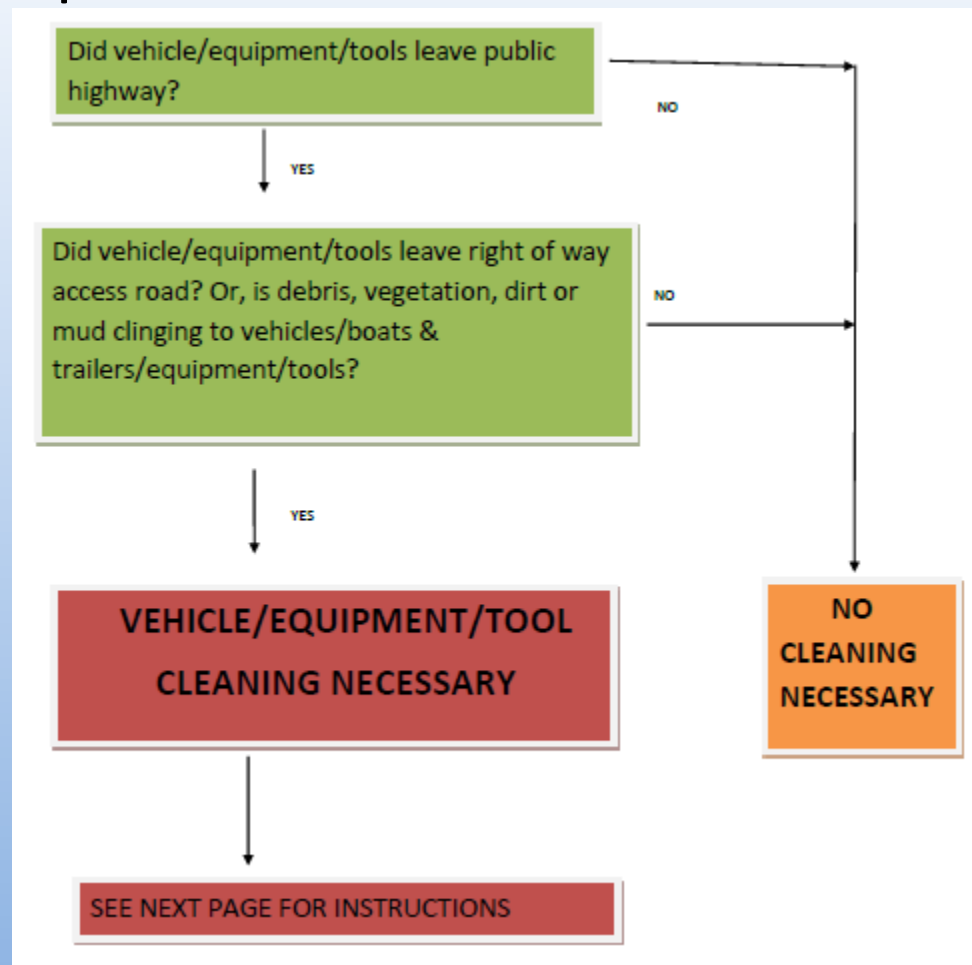 Did vehicle/equipment/tools leave public
highway?
NO
YES
Did vehicle/equipment/tools leave right of way
access road? Or, is debris, vegetation, dirt or
mud clinging to vehicles/boats &
trailers/equipment/tools?
NO
YES
VEHICLE/EQUIPMENT/TOOL
CLEANING NECESSARY
NO
CLEANING
NECESSARY
SEE NEXT PAGE FOR INSTRUCTIONS